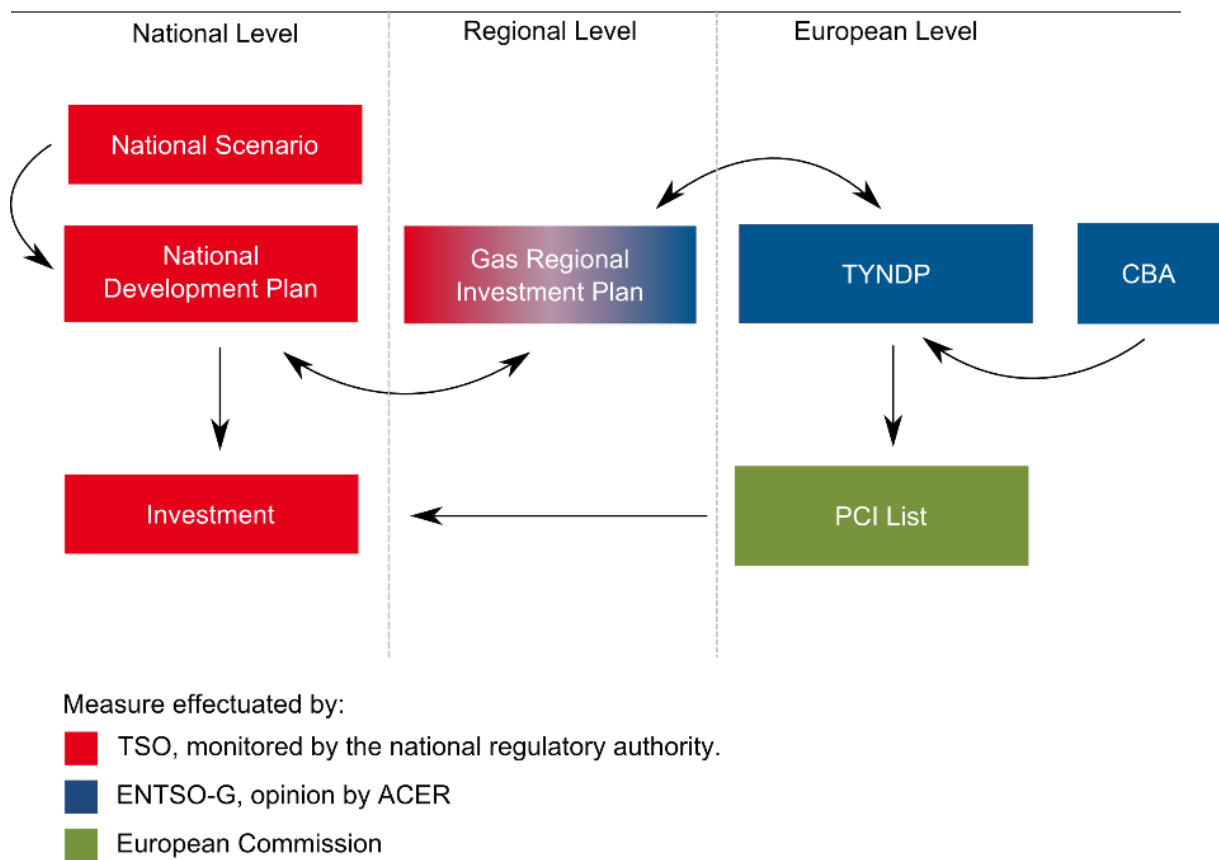 National Level
Regional Level
European Level
National Scenario
National
Development Plan
Gas Regional
Investment Plan
TYNDP
CBA
Investment
PCI List
Measure effectuated by:
TSO, monitored by the national regulatory authority.
ENTSO-G, opinion by ACER
European Commission